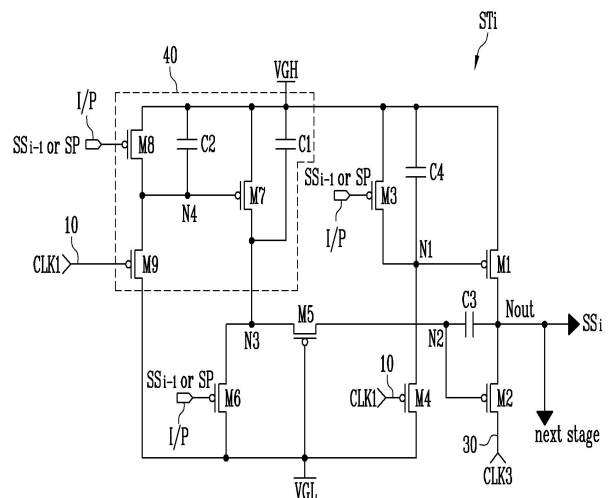 STi
40
VGH
I/P
SSi-1 or SP
M8
C2
C1
M7
N4
SSi-1 or SP
M3
I/P
C4
10
CLK1
M9
N1
M1
M5
C3
Nout
SSi
N3
N2
SSi-1 or SP
M6
I/P
10
CLK1
M4
M2
30
next stage
CLK3
VGL